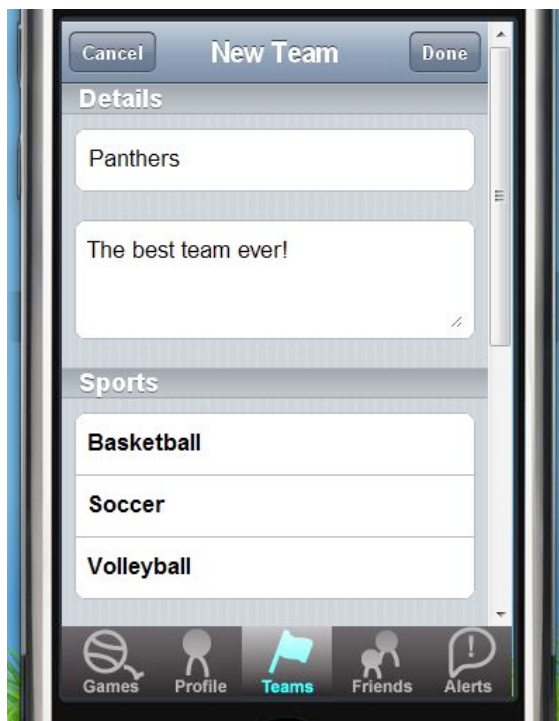 Cancel New Team Done
Details
Panthers
The best team ever!
Sports
Basketball
Soccer
Volleyball
Games Profile Teams Friends Alerts